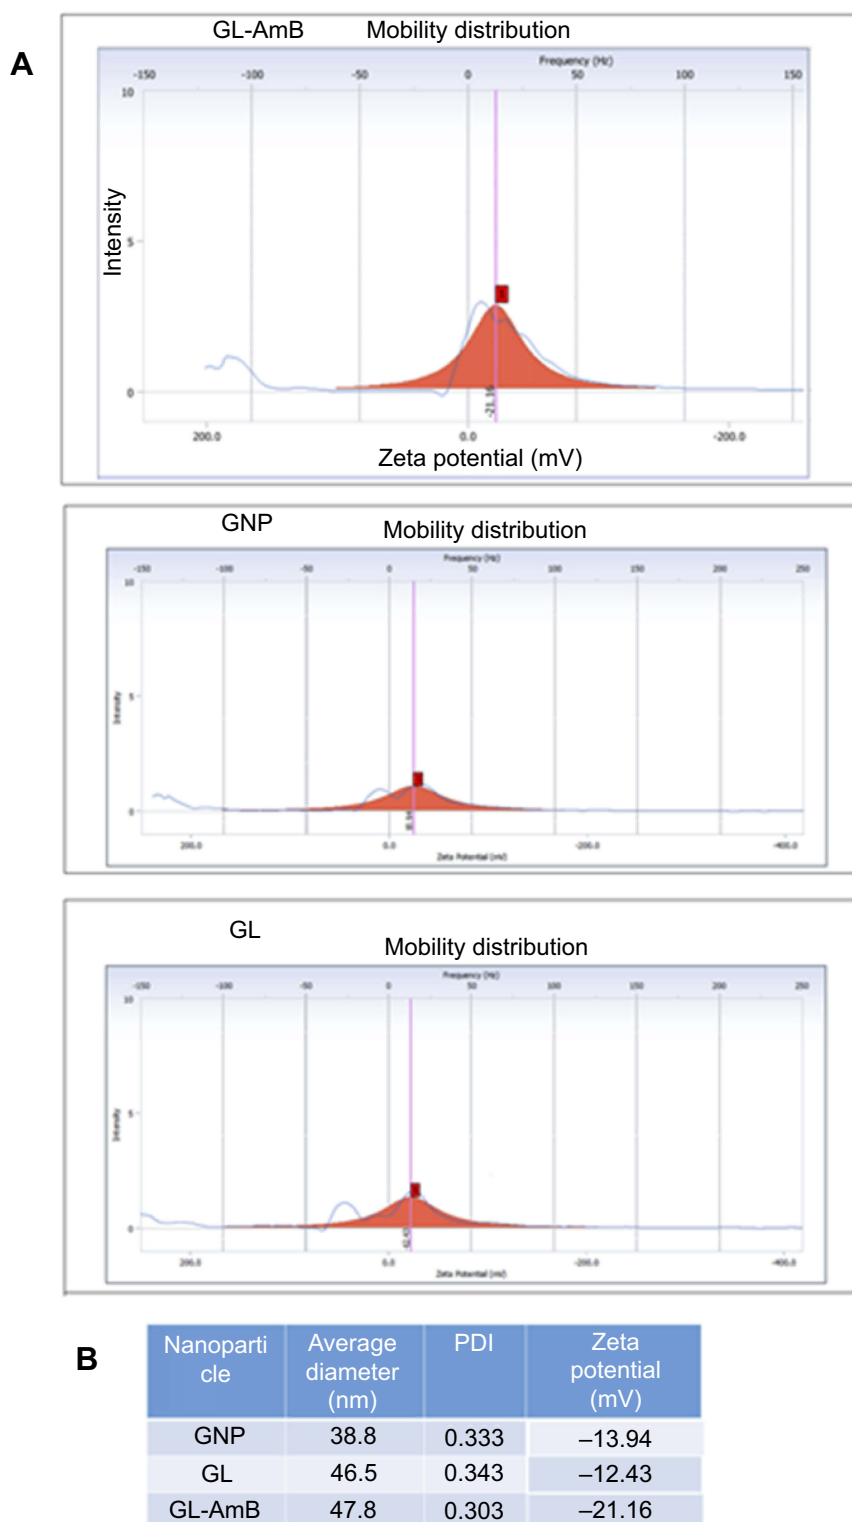 A
GL-AmB Mobility distribution
Frequency (Hz)
-150 -100 -50 0 50 100 150
10
5
0
Intensity
-21.16
200.0 0.0 -200.0
Zeta potential (mV)
GNP Mobility distribution
Frequency (Hz)
-150 -100 -50 0 50 100 150 200 250
10
5
0
Intensity
200.0 0.0 -200.0 -400.0
Zeta Potential (mV)
GL
Mobility distribution
Frequency (Hz)
-150 -100 -50 0 50 100 150 200 250
10
5
0
Intensity
200.0 0.0 -200.0 -400.0
Zeta Potential (mV)
B
Nanoparti Average PDI Zeta
cle diameter potential
(nm) (mV)
GNP 38.8 0.333 –13.94
GL 46.5 0.343 –12.43
GL-AmB 47.8 0.303 –21.16